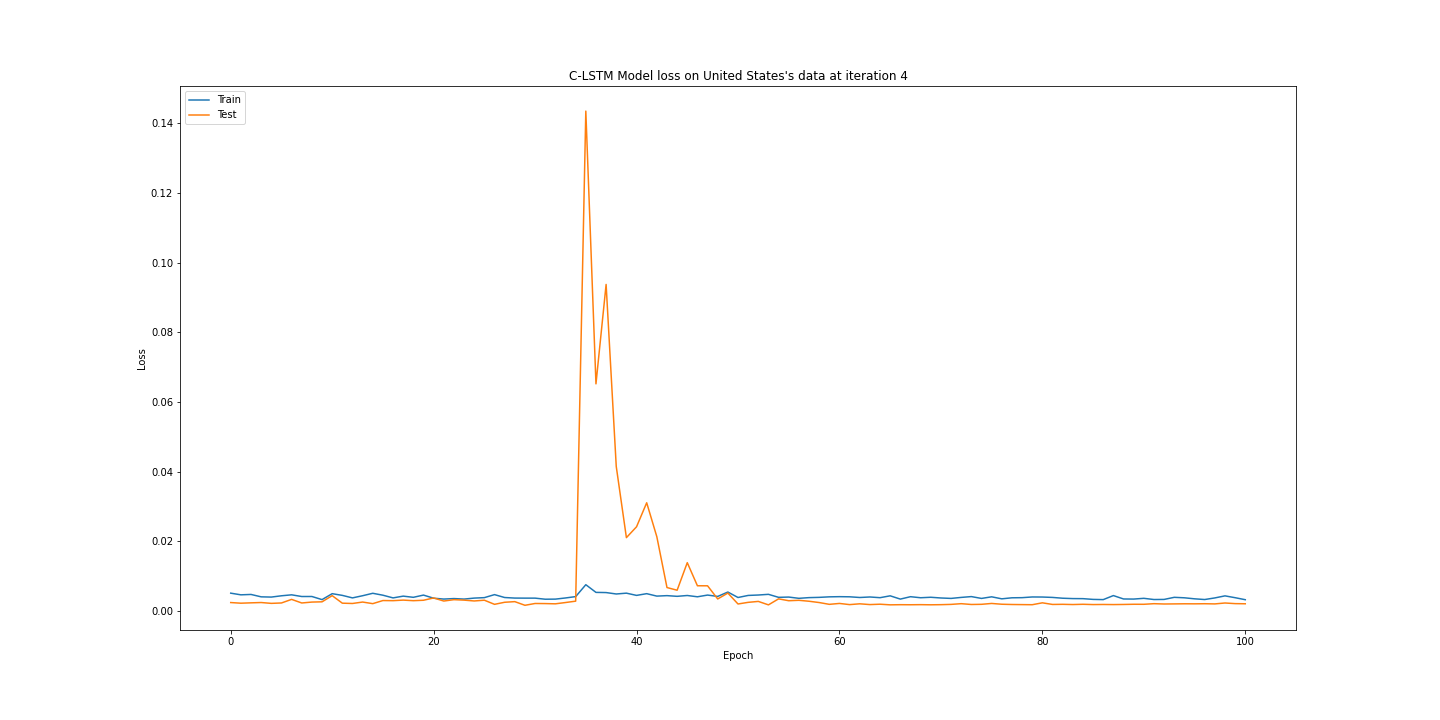 C-LSTM Model loss on United States's data at iteration 4
Train
Test
0.14
0.12
0.10
0.08
0.06
0.04
0.02
0.00
Loss
0 20 40 60 80 100
Epoch